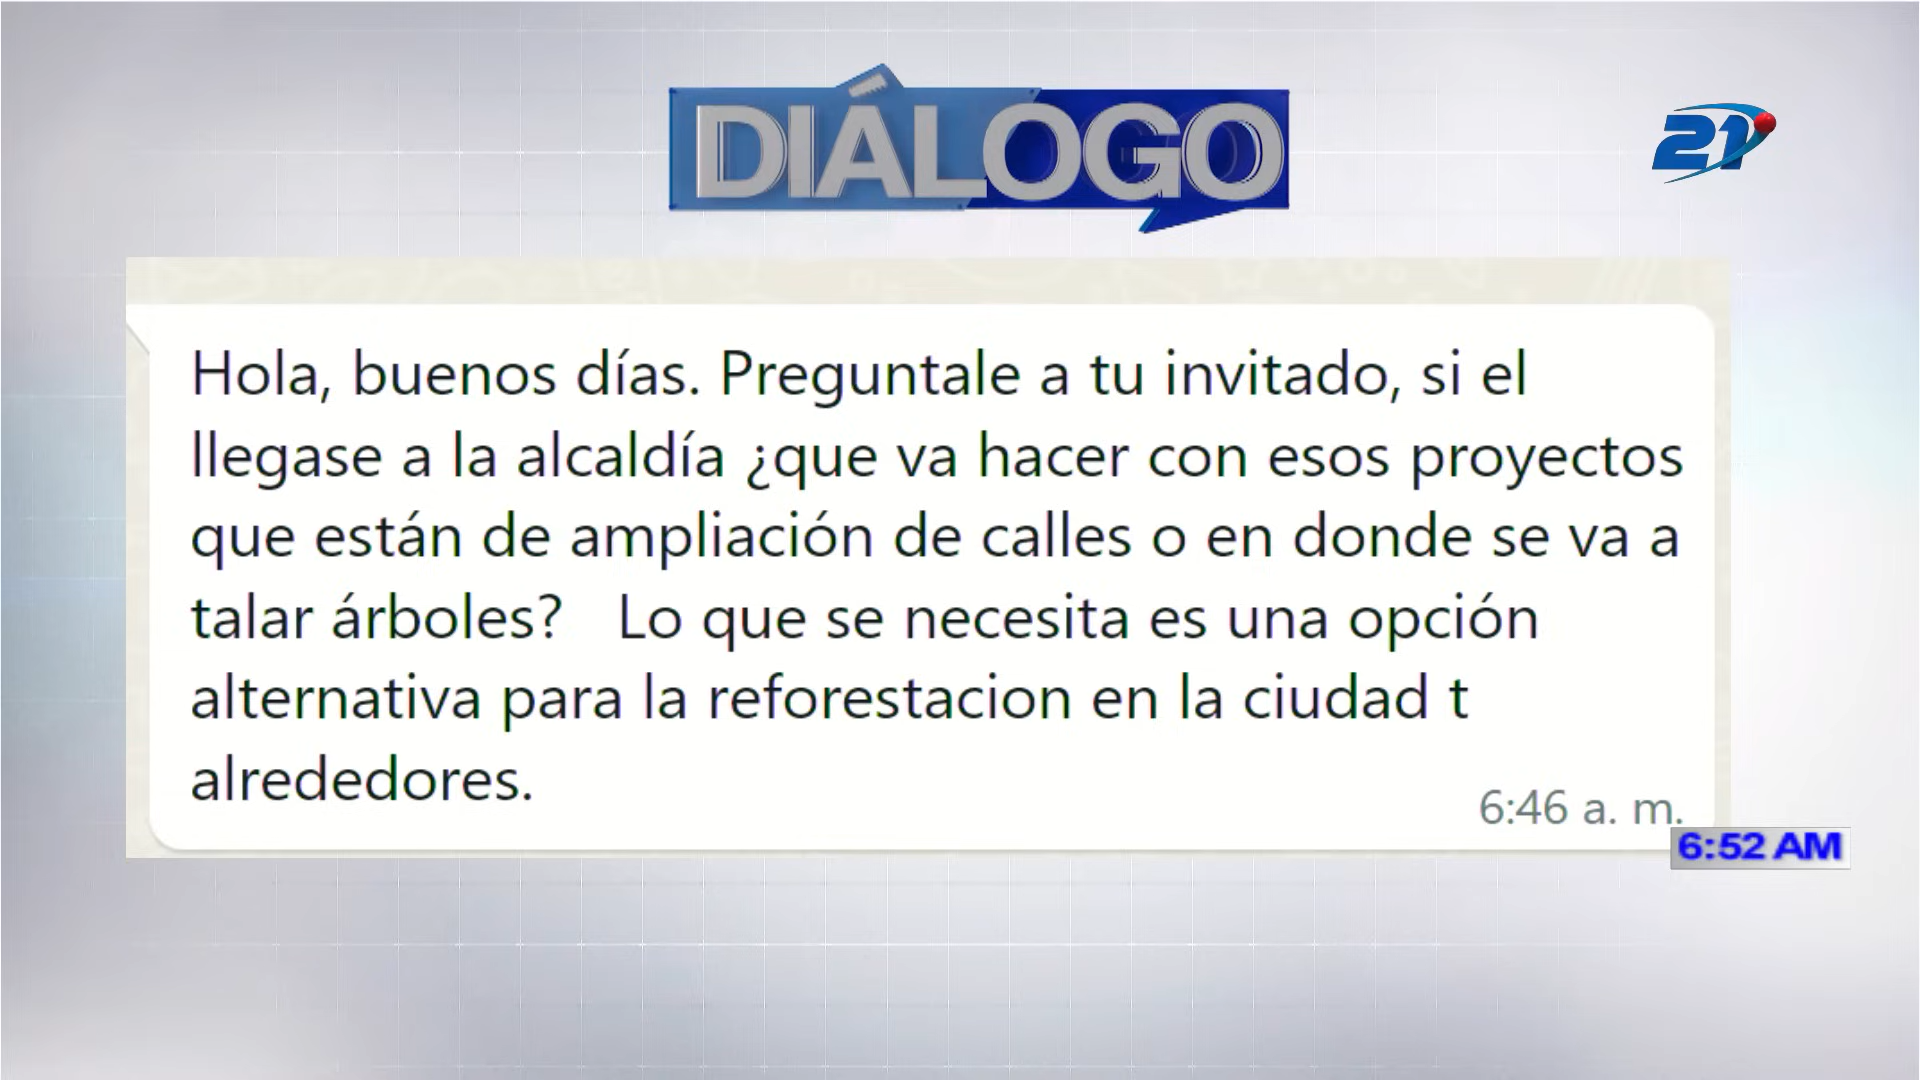 DIÁLOGO
21
Hola, buenos días. Preguntale a tu invitado, si el
llegase a la alcaldía ¿que va hacer con esos proyectos
que están de ampliación de calles o en donde se va a
talar árboles?   Lo que se necesita es una opción
alternativa para la reforestacion en la ciudad t
alrededores.
6:46 a. m.
6:52 AM